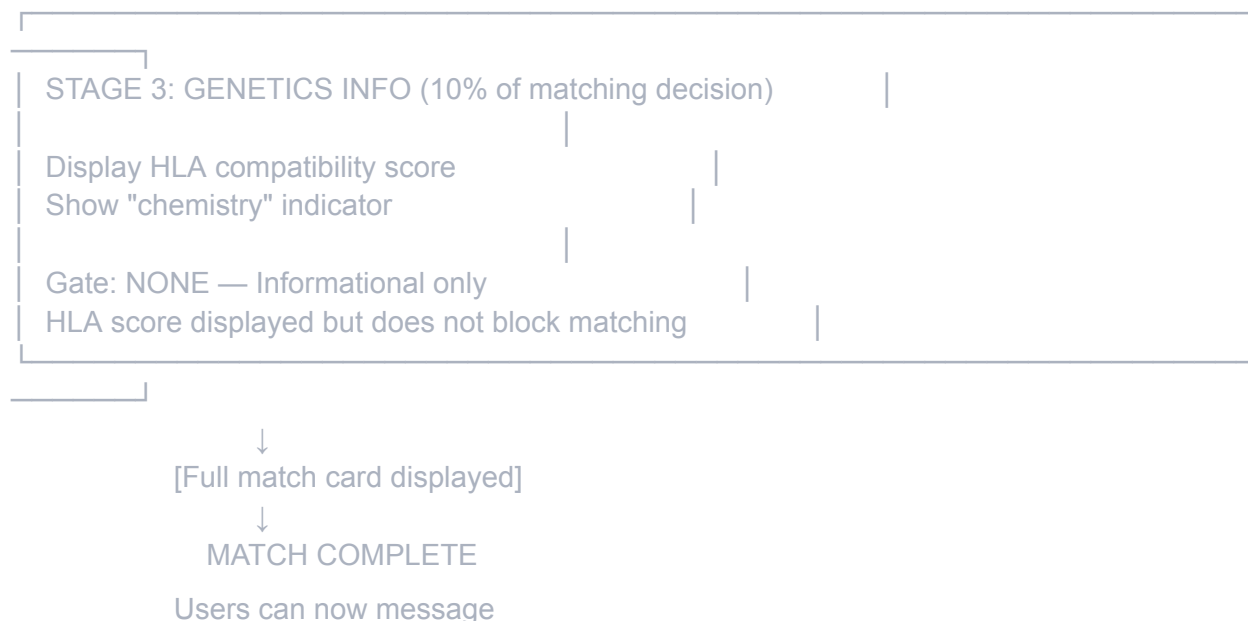 STAGE 3: GENETICS INFO (10% of matching decision)
Display HLA compatibility score
Show "chemistry" indicator
Gate: NONE — Informational only
HLA score displayed but does not block matching
↓
[Full match card displayed]
↓
MATCH COMPLETE
Users can now message